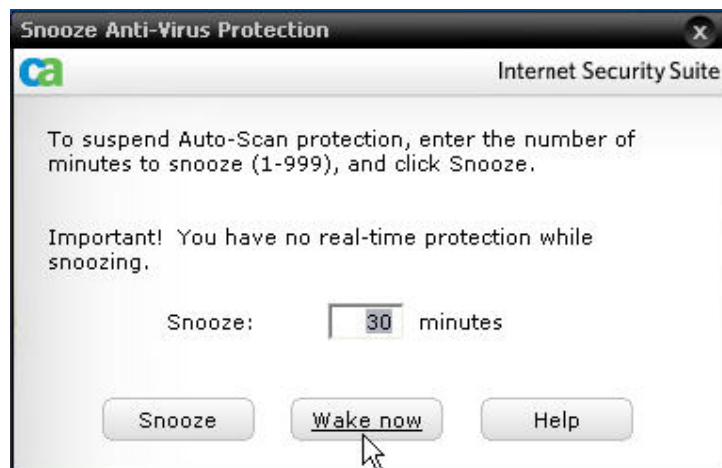 Snooze Anti-Virus Protection
x
ca
Internet Security Suite
To suspend Auto-Scan protection, enter the number of
minutes to snooze (1-999), and click Snooze.
Important! You have no real-time protection while
snoozing.
Snooze: 30 minutes
Snooze Wake now Help